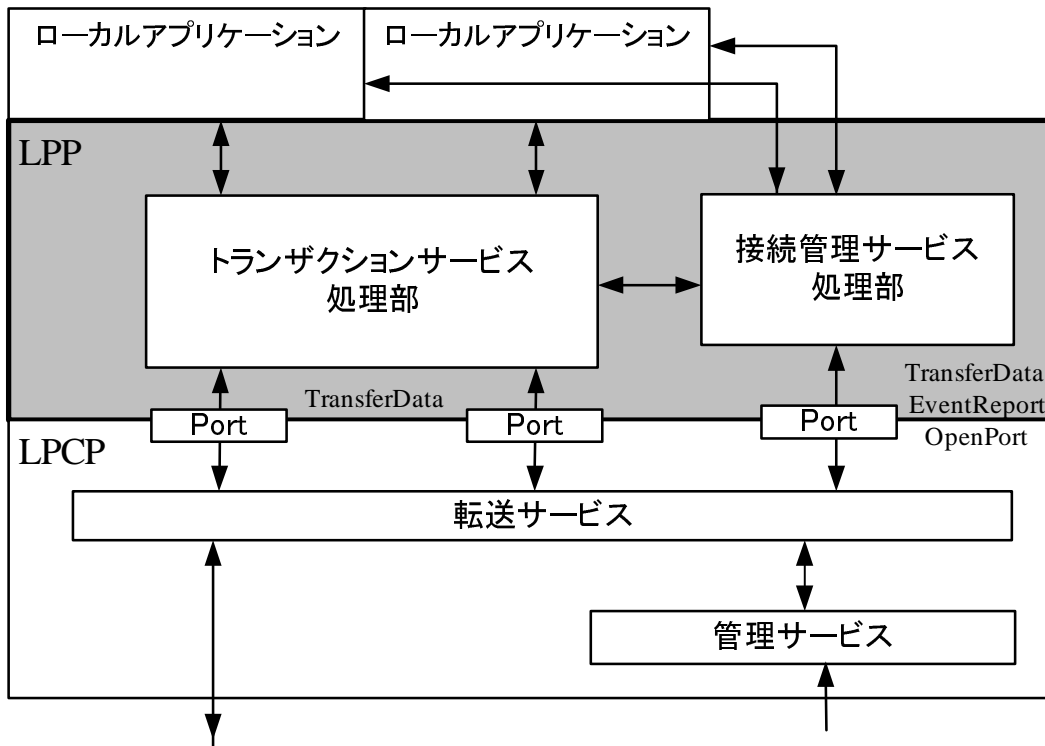 ローカルアプリケーション
ローカルアプリケーション
LPP
トランザクションサービス
処理部
接続管理サービス
処理部
TransferData
TransferData
EventReport
OpenPort
Port
Port
Port
LPCP
転送サービス
管理サービス